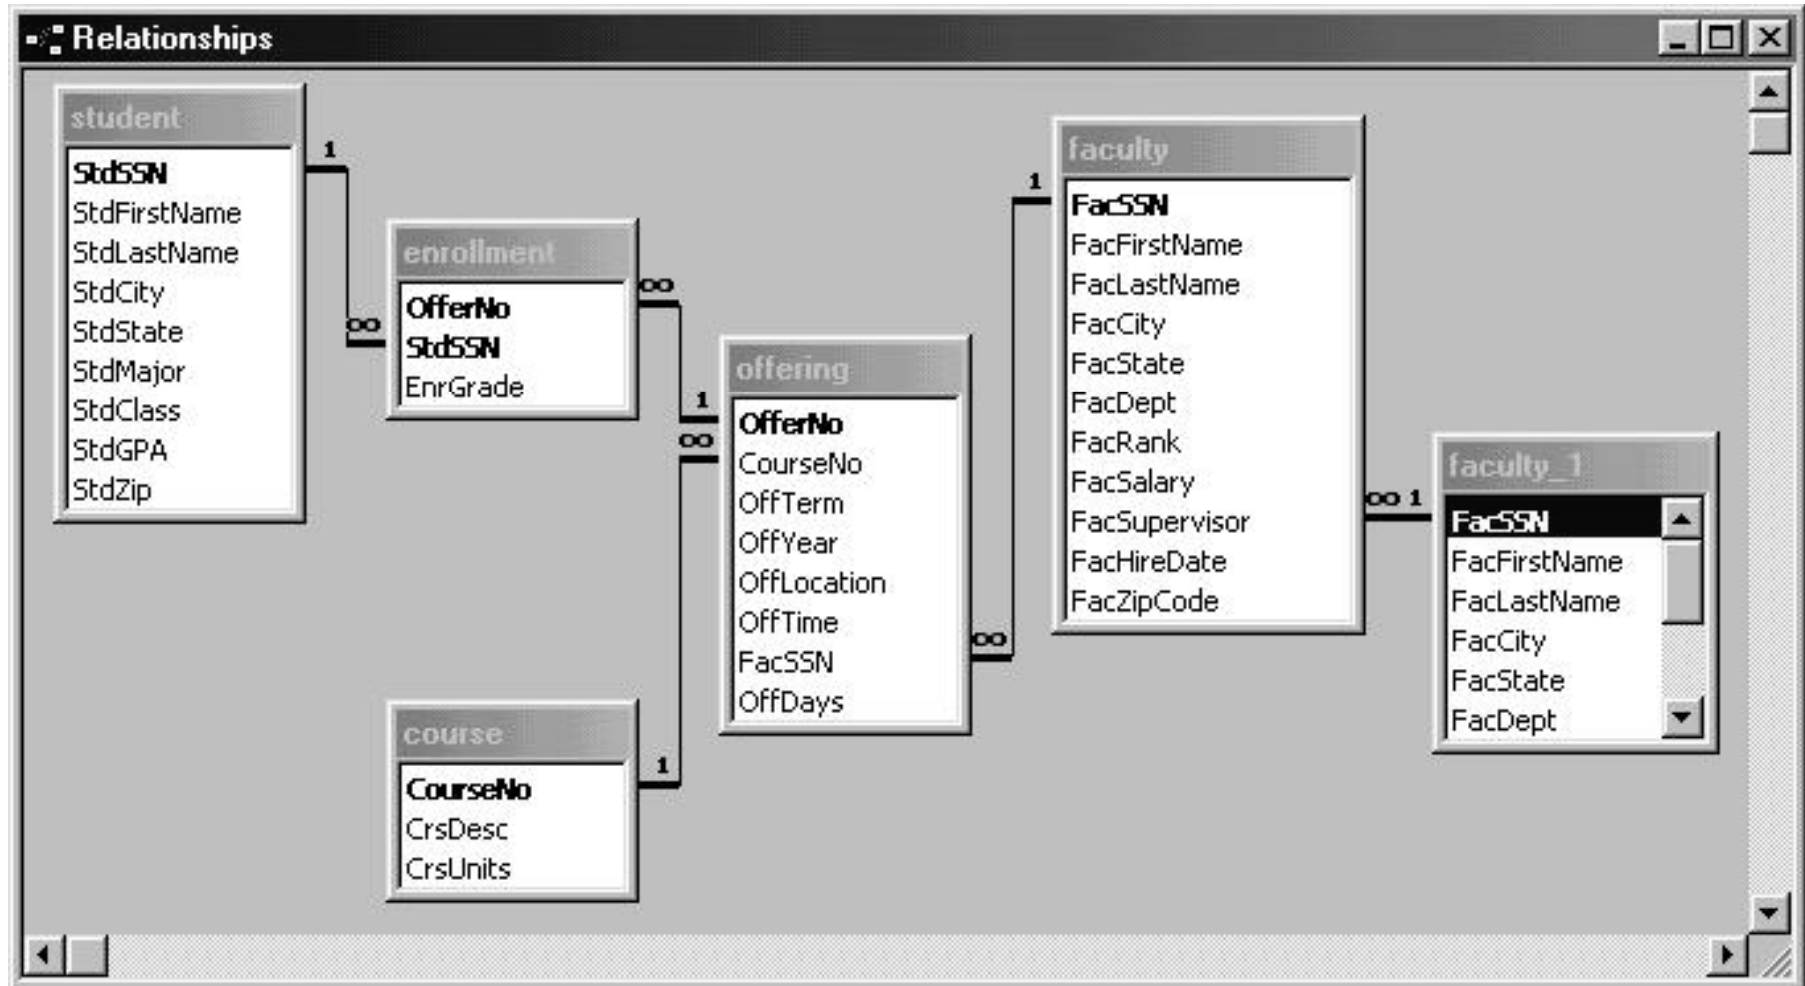 Relationships
student
StdSSN
StdFirstName
StdLastName
StdCity
StdState
StdMajor
StdClass
StdGPA
StdZip
1
∞
enrollment
OfferNo
StdSSN
EnrGrade
∞
1
∞
offering
OfferNo
CourseNo
OffTerm
OffYear
OffLocation
OffTime
FacSSN
OffDays
course
CourseNo
CrsDesc
CrsUnits
1
∞
1
faculty
FacSSN
FacFirstName
FacLastName
FacCity
FacState
FacDept
FacRank
FacSalary
FacSupervisor
FacHireDate
FacZipCode
∞ 1
faculty_1
FacSSN
FacFirstName
FacLastName
FacCity
FacState
FacDept